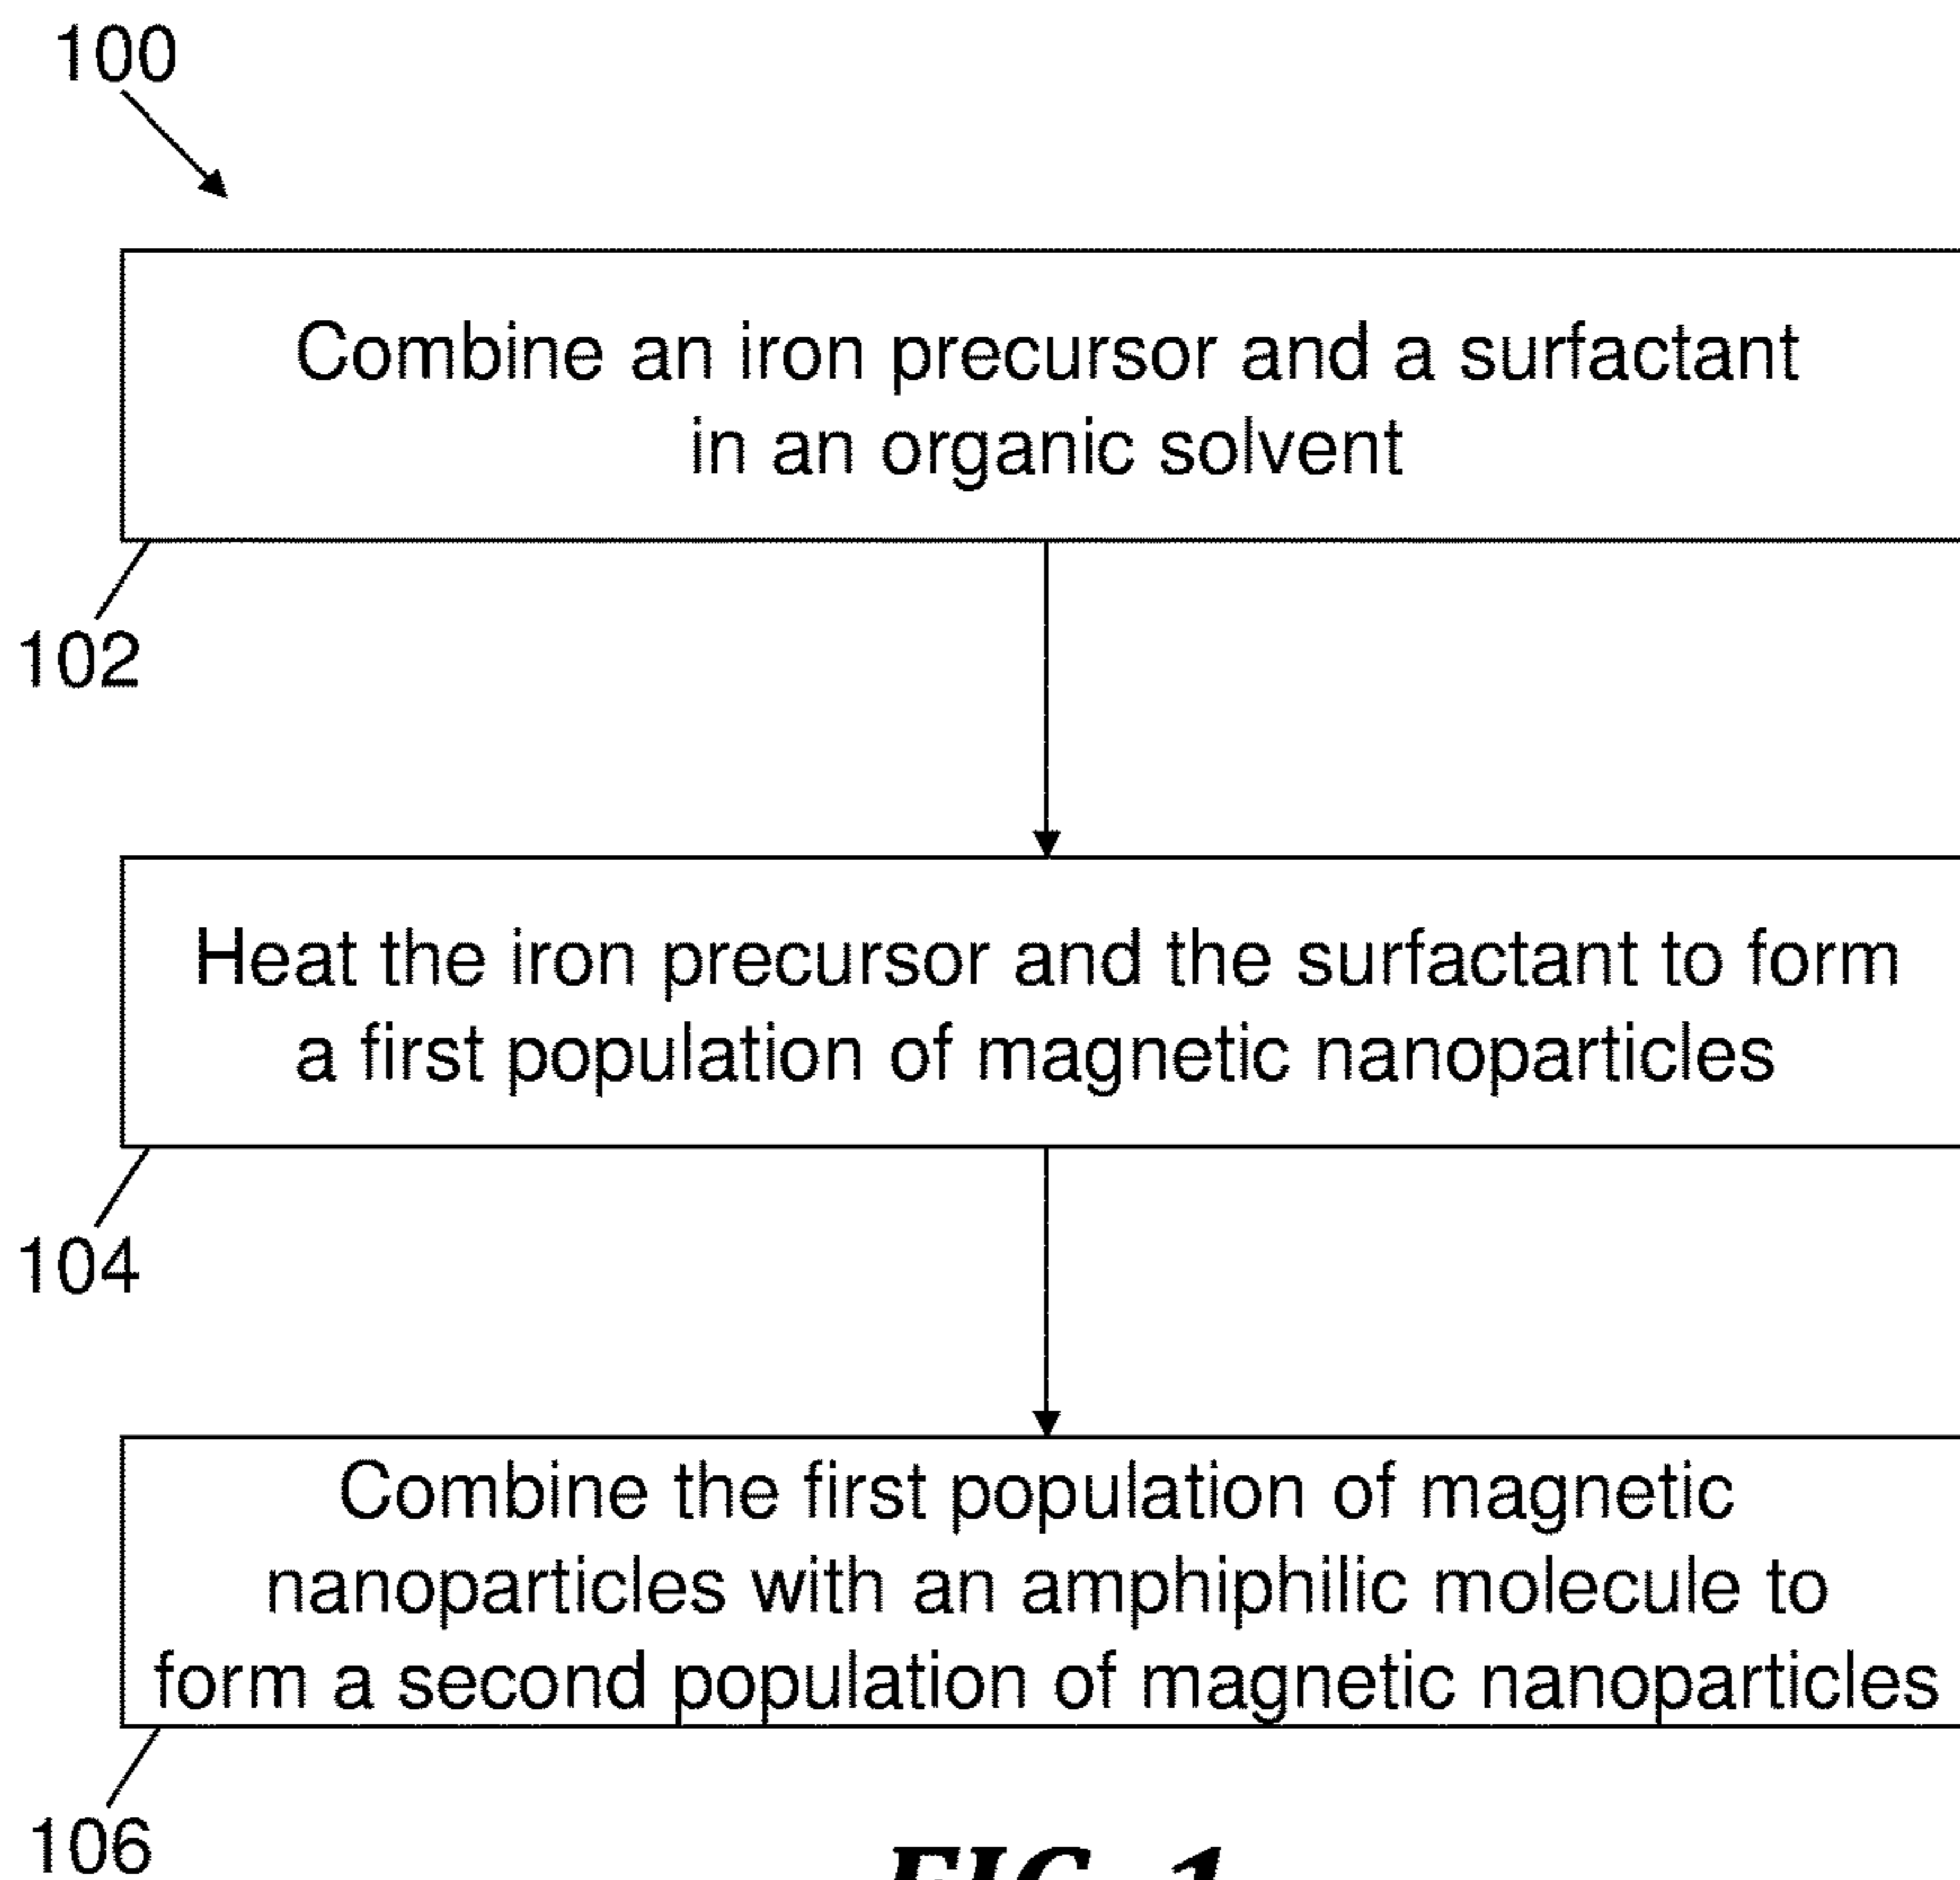 100
Combine an iron precursor and a surfactant
in an organic solvent
102
Heat the iron precursor and the surfactant to form
a first population of magnetic nanoparticles
104
Combine the first population of magnetic
nanoparticles with an amphiphilic molecule to
form a second population of magnetic nanoparticles
106
FIG. 1